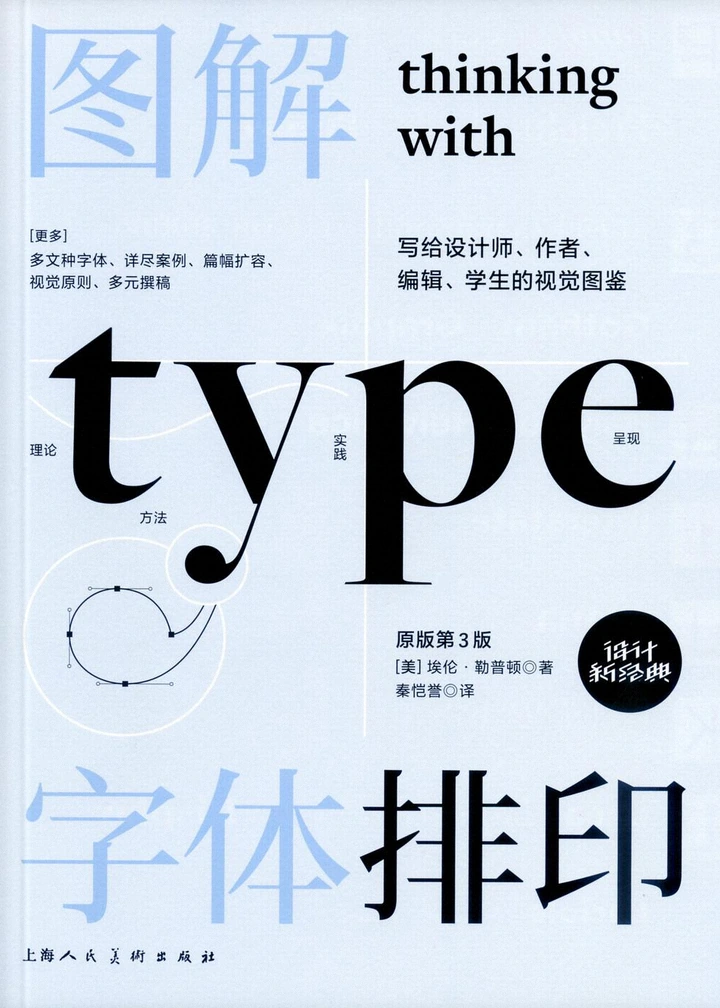 图解
thinking
with
[更多]
多文种字体、详尽案例、篇幅扩容、
视觉原则、多元撰稿
写给设计师、作者、
编辑、学生的视觉图鉴
type
理论
实践
呈现
方法
原版第3版
[美] 埃伦·勒普顿◎著
秦恺誉◎译
设计
新经典
字体排印
上海人民美術出版社